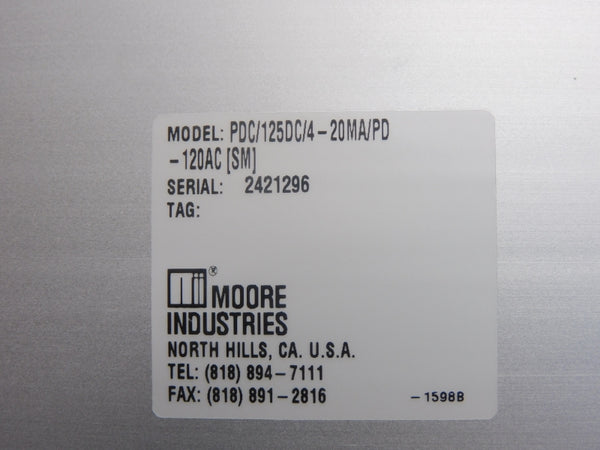 MODEL: PDC/125DC/4-20MA/PD
-120AC [SM]
SERIAL: 2421296
TAG:
® MOORE
INDUSTRIES
NORTH HILLS, CA. U.S.A.
TEL: (818) 894-7111
FAX: (818) 891-2816 -1598B